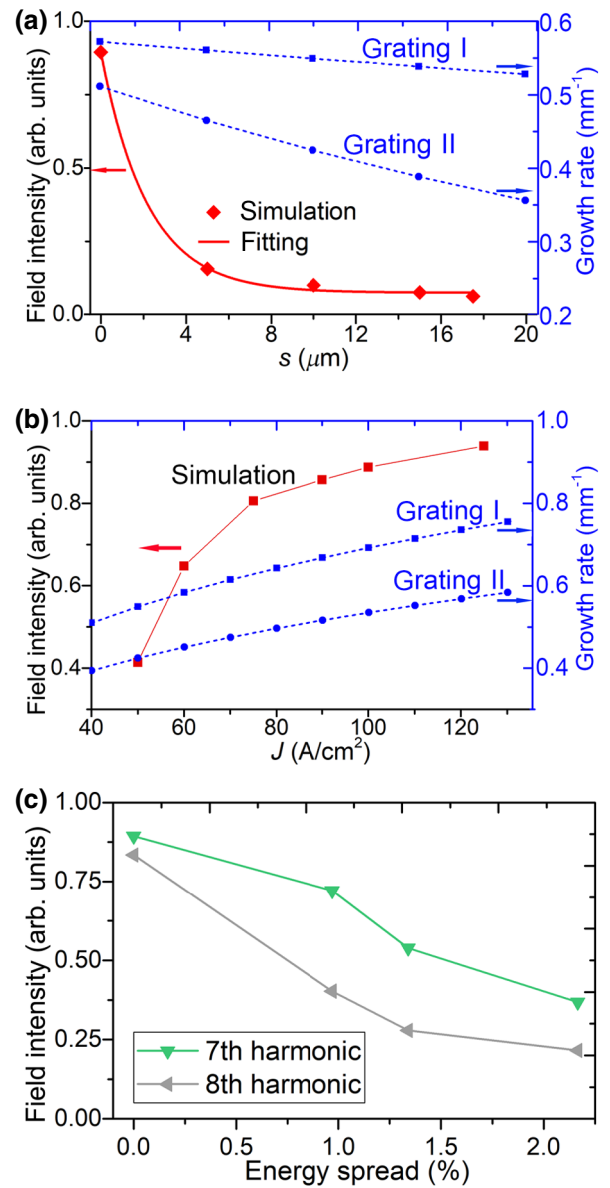 (a)
Field intensity (arb. units)
0.0
0.5
1.0
Grating I
Grating II
Simulation
Fitting
0.2
0.3
0.4
0.5
0.6
Growth rate (mm⁻¹)
0 4 8 12 16 20
s (μm)
(b)
Field intensity (arb. units)
0.4
0.6
0.8
1.0
Simulation
Grating I
Grating II
0.4
0.6
0.8
1.0
Growth rate (mm⁻¹)
40 60 80 100 120
J (A/cm²)
(c)
Field intensity (arb. units)
1.00
0.75
0.50
0.25
0.00
7th harmonic
8th harmonic
0.0 0.5 1.0 1.5 2.0
Energy spread (%)